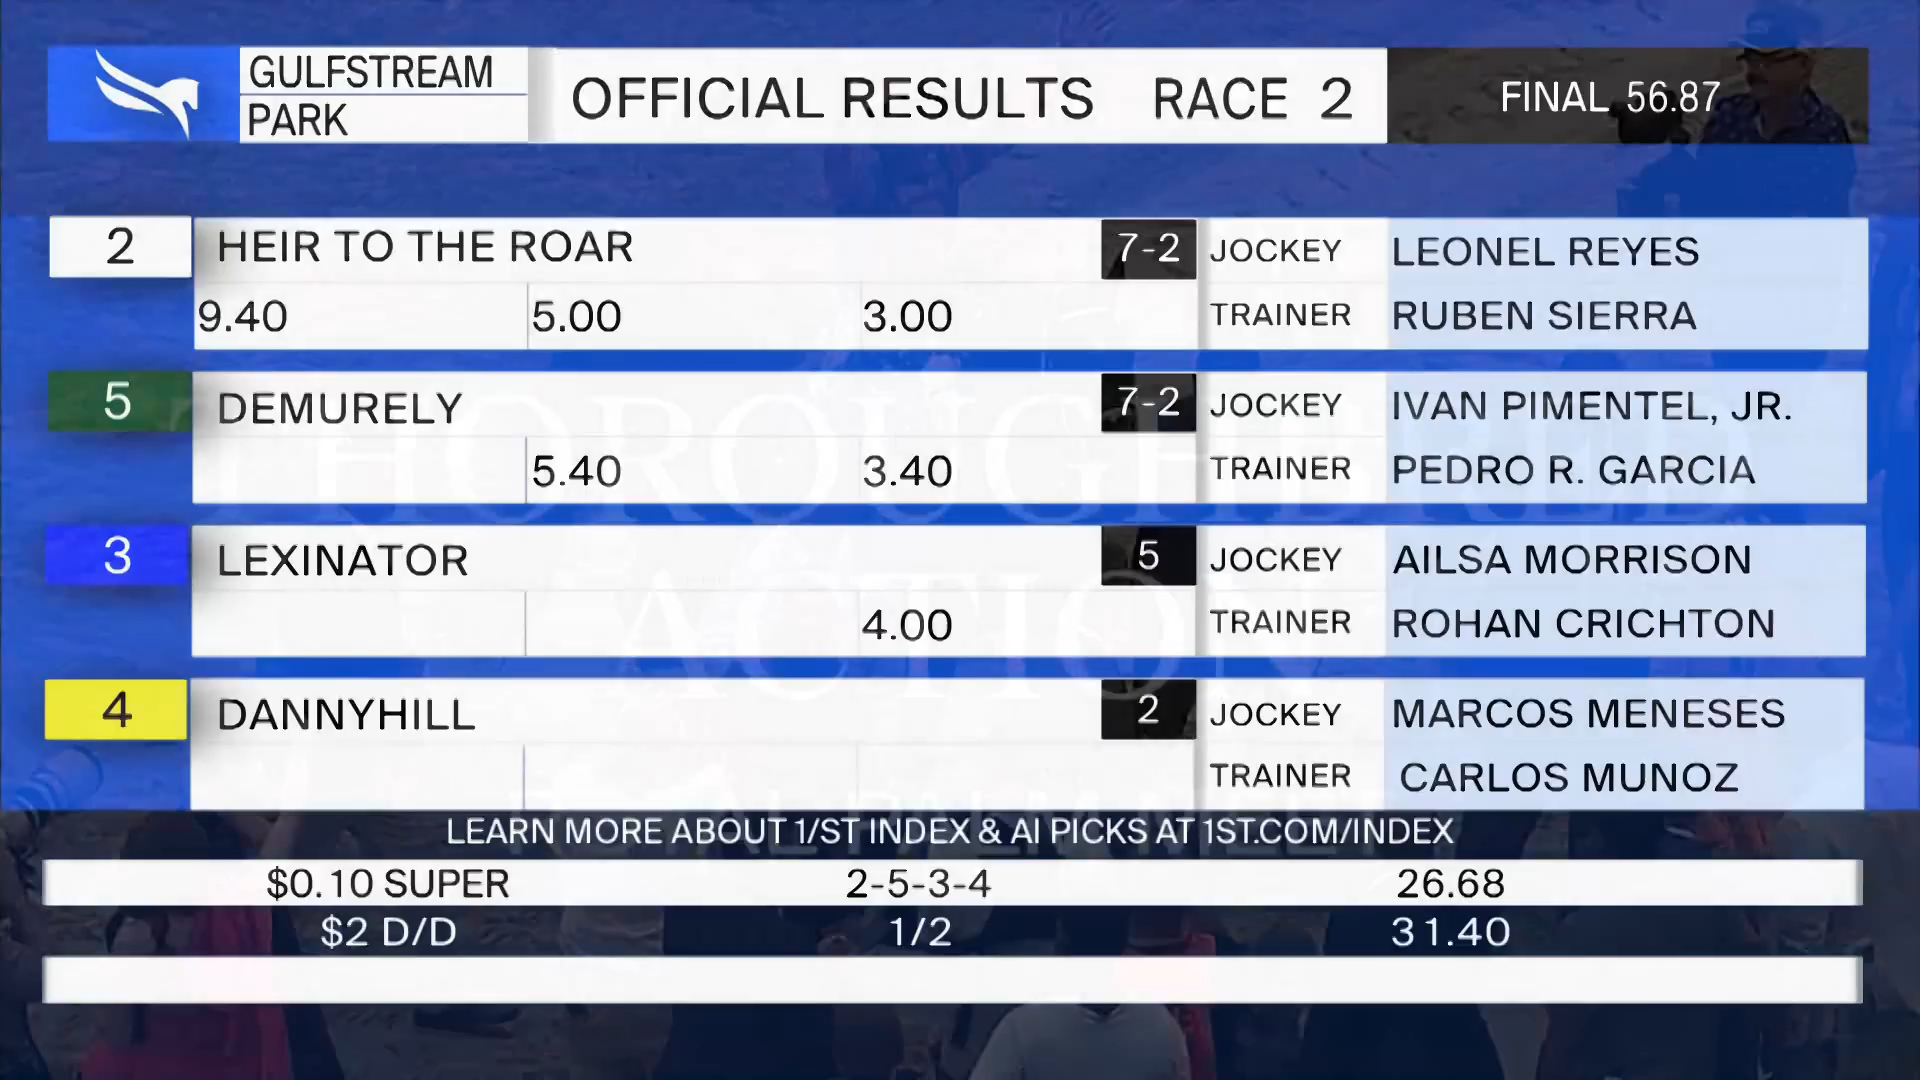 GULFSTREAM
PARK
OFFICIAL RESULTS RACE 2
FINAL 56.87
2 HEIR TO THE ROAR 7-2 JOCKEY LEONEL REYES
9.40 5.00 3.00 TRAINER RUBEN SIERRA
5 DEMURELY 7-2 JOCKEY IVAN PIMENTEL, JR.
5.40 3.40 TRAINER PEDRO R. GARCIA
3 LEXINATOR 5 JOCKEY AILSA MORRISON
4.00 TRAINER ROHAN CRICHTON
4 DANNYHILL 2 JOCKEY MARCOS MENESES
TRAINER CARLOS MUNOZ
THOROUGHBRED
ACTION
LEARN MORE ABOUT 1/ST INDEX & AI PICKS AT 1ST.COM/INDEX
$0.10 SUPER 2-5-3-4 26.68
$2 D/D 1/2 31.40